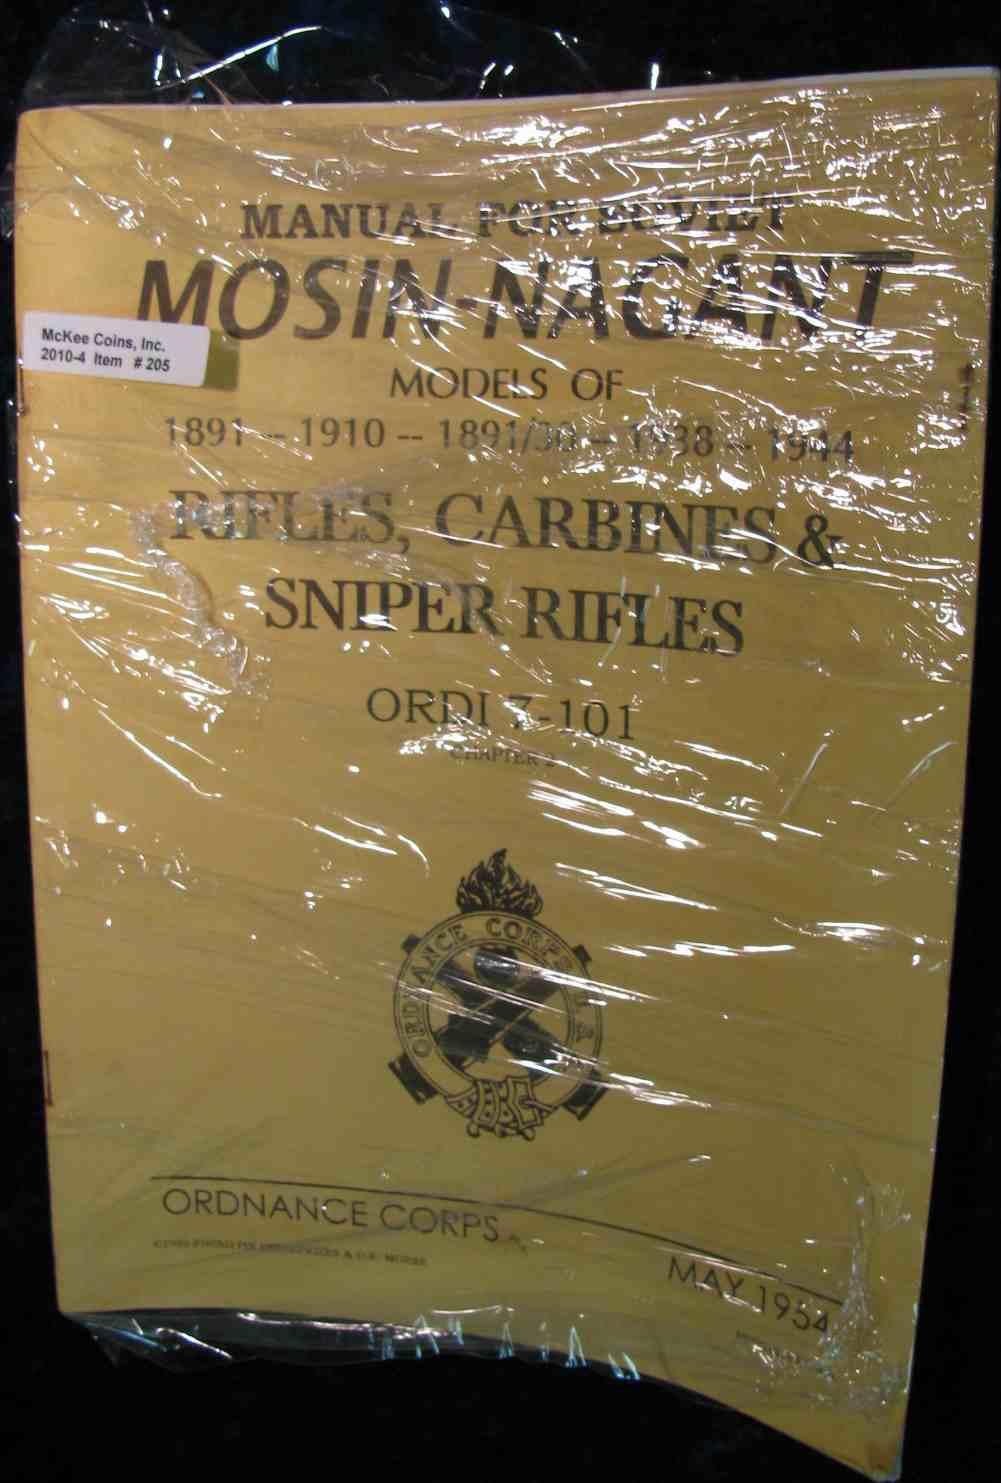 MANUAL FOR SOVIET
MOSIN-NAGANT
McKee Coins, Inc.
2010-4 Item # 205
MODELS OF
1891 -- 1910 -- 1891/30 -- 1938 -- 1944
RIFLES, CARBINES &
SNIPER RIFLES
ORDI 7-101
CHAPTER 2
ORDNANCE CORPS
ORDNANCE CORPS
MAY 1954